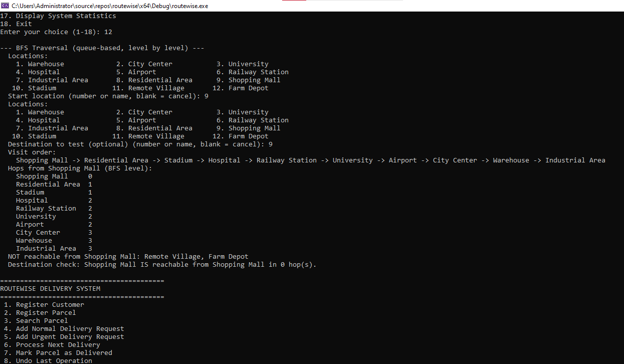 C:\Users\Administrator\source\repos\routewise\x64\Debug\routewise.exe
17. Display System Statistics
18. Exit
Enter your choice (1-18): 12
--- BFS Traversal (queue-based, level by level) ---
Locations:
1. Warehouse 2. City Center 3. University
4. Hospital 5. Airport 6. Railway Station
7. Industrial Area 8. Residential Area 9. Shopping Mall
10. Stadium 11. Remote Village 12. Farm Depot
Start location (number or name, blank = cancel): 9
Locations:
1. Warehouse 2. City Center 3. University
4. Hospital 5. Airport 6. Railway Station
7. Industrial Area 8. Residential Area 9. Shopping Mall
10. Stadium 11. Remote Village 12. Farm Depot
Destination to test (optional) (number or name, blank = cancel): 9
Visit order:
Shopping Mall -> Residential Area -> Stadium -> Hospital -> Railway Station -> University -> Airport -> City Center -> Warehouse -> Industrial Area
Hops from Shopping Mall (BFS level):
Shopping Mall 0
Residential Area 1
Stadium 1
Hospital 2
Railway Station 2
University 2
Airport 2
City Center 3
Warehouse 3
Industrial Area 3
NOT reachable from Shopping Mall: Remote Village, Farm Depot
Destination check: Shopping Mall IS reachable from Shopping Mall in 0 hop(s).
========================================
ROUTEWISE DELIVERY SYSTEM
========================================
1. Register Customer
2. Register Parcel
3. Search Parcel
4. Add Normal Delivery Request
5. Add Urgent Delivery Request
6. Process Next Delivery
7. Mark Parcel as Delivered
8. Undo Last Operation